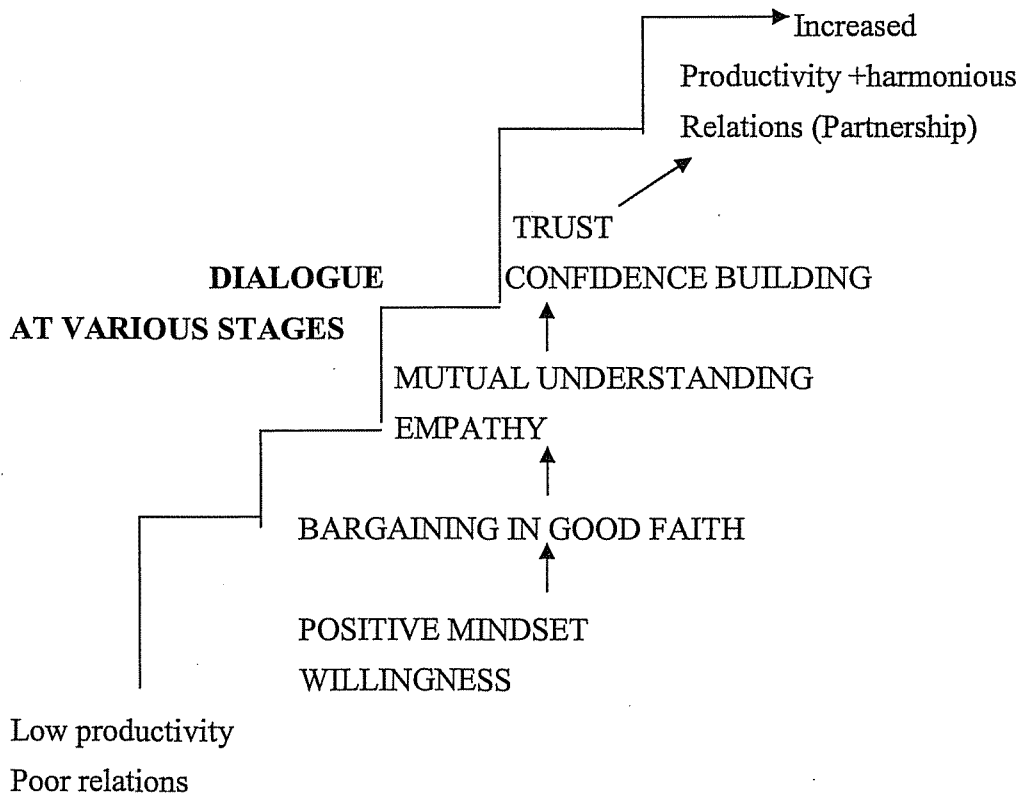 Increased
Productivity +harmonious
Relations (Partnership)
TRUST
DIALOGUE
CONFIDENCE BUILDING
AT VARIOUS STAGES
MUTUAL UNDERSTANDING
EMPATHY
BARGAINING IN GOOD FAITH
POSITIVE MINDSET
WILLINGNESS
Low productivity
Poor relations